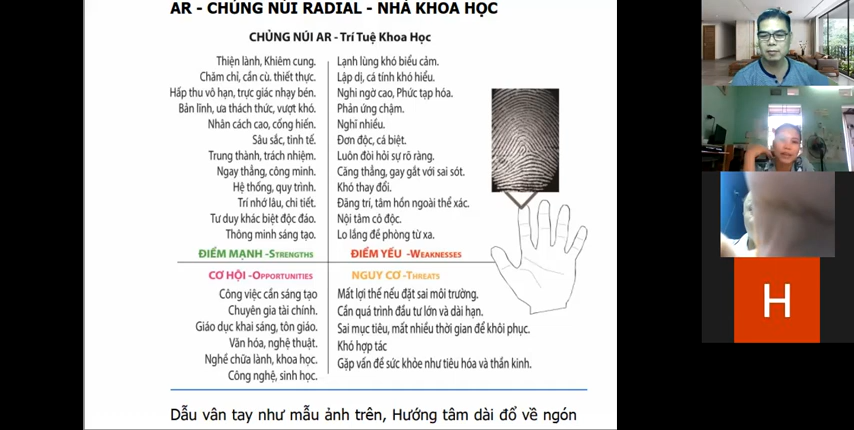 AR - CHỦNG NÚI RADIAL - NHÀ KHOA HỌC
CHỦNG NÚI AR - Trí Tuệ Khoa Học
Thiện lành, Khiêm cung.
Chăm chỉ, cần cù. thiết thực.
Hấp thu vô hạn, trực giác nhạy bén.
Bản lĩnh, ưa thách thức, vượt khó.
Nhân cách cao, cống hiến.
Sâu sắc, tinh tế.
Trung thành, trách nhiệm.
Ngay thẳng, công minh.
Hệ thống, quy trình.
Trí nhớ lâu, chi tiết.
Tư duy khác biệt độc đáo.
Thông minh sáng tạo.
ĐIỂM MẠNH -STRENGTHS
Lạnh lùng khó biểu cảm.
Lập dị, cá tính khó hiểu.
Nghi ngờ cao, Phức tạp hóa.
Phản ứng chậm.
Nghĩ nhiều.
Đơn độc, cá biệt.
Luôn đòi hỏi sự rõ ràng.
Căng thẳng, gay gắt với sai sót.
Khó thay đổi.
Đãng trí, tâm hồn ngoài thể xác.
Nội tâm cô độc.
Lo lắng đề phòng từ xa.
ĐIỂM YẾU -WEAKNESSES
CƠ HỘI -OPPORTUNITIES
Công việc cần sáng tạo
Chuyên gia tài chính.
Giáo dục khai sáng, tôn giáo.
Văn hóa, nghệ thuật.
Nghề chữa lành, khoa học.
Công nghệ, sinh học.
NGUY CƠ -THREATS
Mất lợi thế nếu đặt sai môi trường.
Cần quá trình đầu tư lớn và dài hạn.
Sai mục tiêu, mất nhiều thời gian để khôi phục.
Khó hợp tác
Gặp vấn đề sức khỏe như tiêu hóa và thần kinh.
Dẫu vân tay như mẫu ảnh trên, Hướng tâm dài đổ về ngón
H